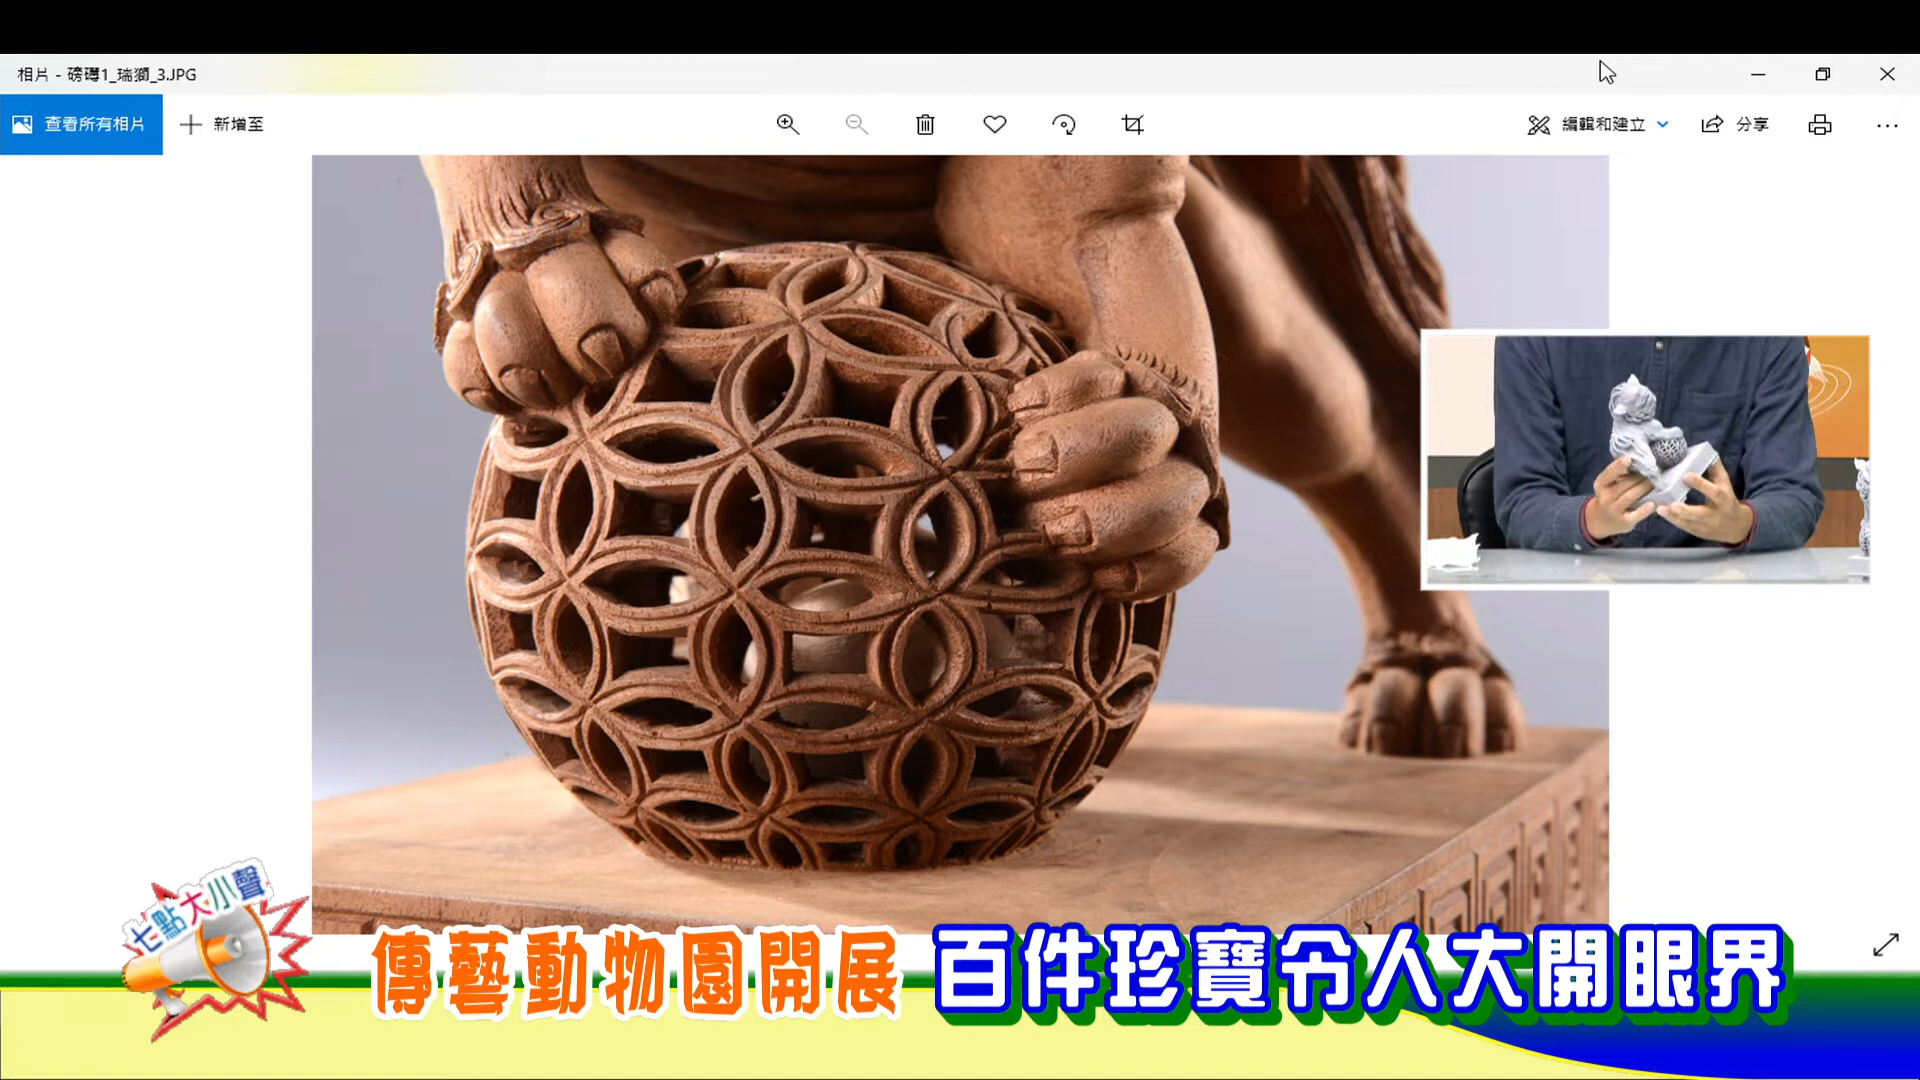 相片 - 磅礡1_瑞獅_3.JPG
查看所有相片
新增至
編輯和建立
分享
七點大小聲
傳藝動物園開展 百件珍寶令人大開眼界